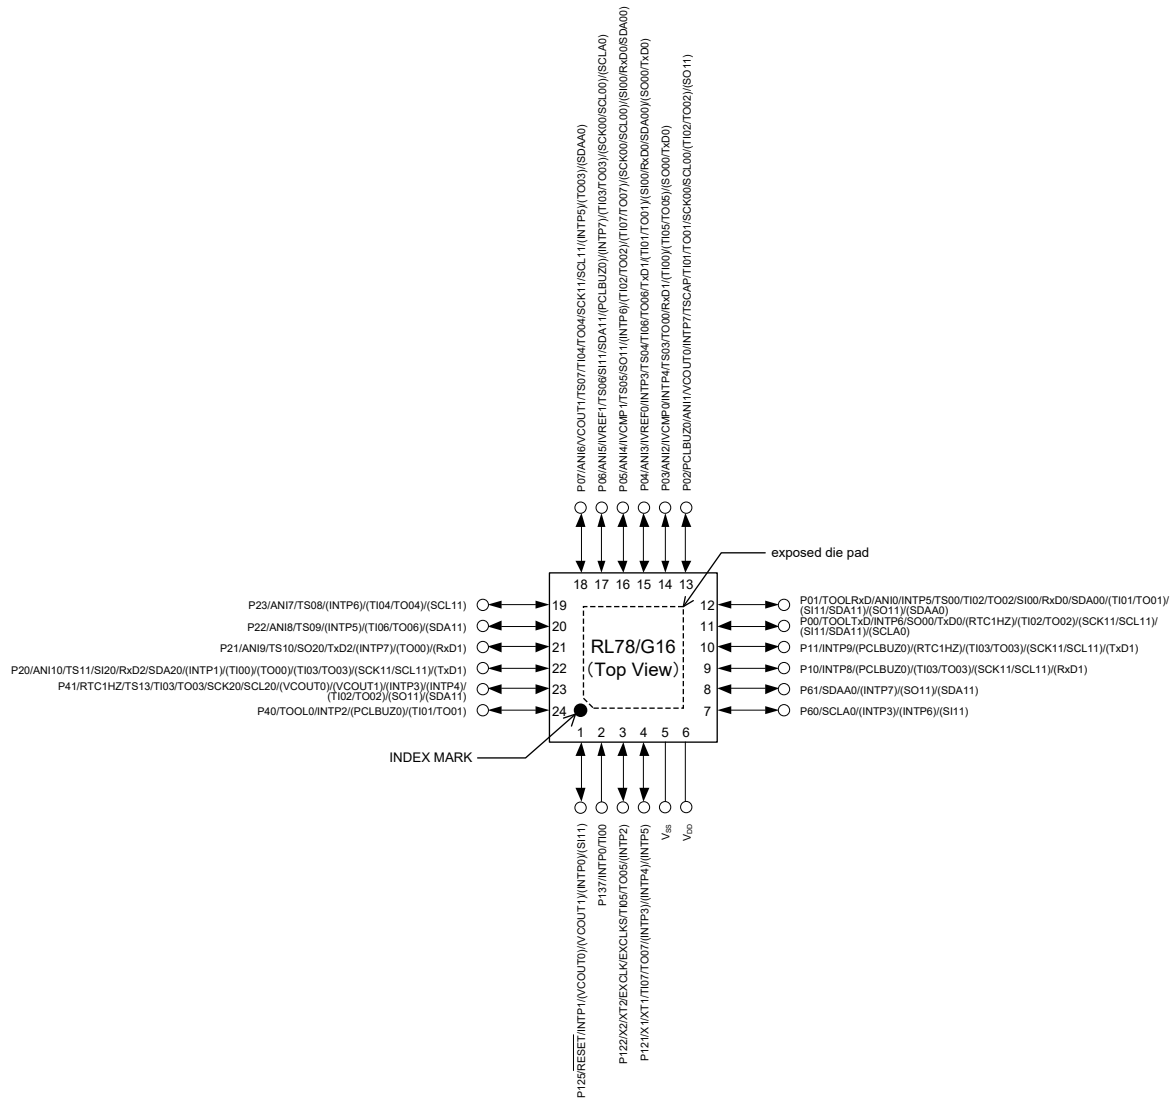 P07/ANI6/VCOUT1/TS07/TI04/TO04/SCK11/SCL11/(INTP5)/(TO03)/(SDAA0)
P06/ANI5/IVREF1/TS06/SI11/SDA11/(PCLBUZ0)/(INTP7)/(TI03/TO03)/(SCK00/SCL00)/(SCLA0)
P05/ANI4/IVCMP1/TS05/SO11/(INTP6)/(TI02/TO02)/(TI07/TO07)/(SCK00/SCL00)/(SI00/RxD0/SDA00)
P04/ANI3/IVREF0/INTP3/TS04/TI06/TO06/TxD1/(TI01/TO01)/(SI00/RxD0/SDA00)/(SO00/TxD0)
P03/ANI2/IVCMP0/INTP4/TS03/TO00/RxD1/(TI00)/(TI05/TO05)/(SO00/TxD0)
P02/PCLBUZ0/ANI1/VCOUT0/INTP7/TSCAP/TI01/TO01/SCK00/SCL00/(TI02/TO02)/(SO11)
exposed die pad
18 17 16 15 14 13
P23/ANI7/TS08/(INTP6)/(TI04/TO04)/(SCL11)
19
P22/ANI8/TS09/(INTP5)/(TI06/TO06)/(SDA11)
20
P21/ANI9/TS10/SO20/TxD2/(INTP7)/(TO00)/(RxD1)
21
P20/ANI10/TS11/SI20/RxD2/SDA20/(INTP1)/(TI00)/(TO00)/(TI03/TO03)/(SCK11/SCL11)/(TxD1)
22
P41/RTC1HZ/TS13/TI03/TO03/SCK20/SCL20/(VCOUT0)/(VCOUT1)/(INTP3)/(INTP4)/
(TI02/TO02)/(SO11)/(SDA11)
23
P40/TOOL0/INTP2/(PCLBUZ0)/(TI01/TO01)
24
RL78/G16
(Top View)
12
P01/TOOLRxD/ANI0/INTP5/TS00/TI02/TO02/SI00/RxD0/SDA00/(TI01/TO01)/
(SI11/SDA11)/(SO11)/(SDAA0)
11
P00/TOOLTxD/INTP6/SO00/TxD0/(RTC1HZ)/(TI02/TO02)/(SCK11/SCL11)/
(SI11/SDA11)/(SCLA0)
10
P11/INTP9/(PCLBUZ0)/(RTC1HZ)/(TI03/TO03)/(SCK11/SCL11)/(TxD1)
9
P10/INTP8/(PCLBUZ0)/(TI03/TO03)/(SCK11/SCL11)/(RxD1)
8
P61/SDAA0/(INTP7)/(SO11)/(SDA11)
7
P60/SCLA0/(INTP3)/(INTP6)/(SI11)
1 2 3 4 5 6
INDEX MARK
P125/RESET/INTP1/(VCOUT0)/(VCOUT1)/(INTP0)/(SI11)
P137/INTP0/TI00
P122/X2/XT2/EXCLK/EXCLKS/TI05/TO05/(INTP2)
P121/X1/XT1/TI07/TO07/(INTP3)/(INTP4)/(INTP5)
VSS
VDD